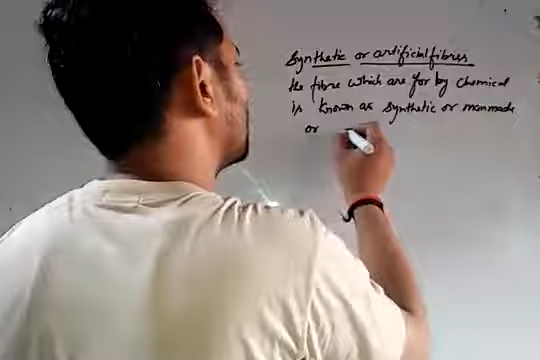 Synthetic or artificial fibres
the fibre which are for by chemical
is known as synthetic or manmade
or